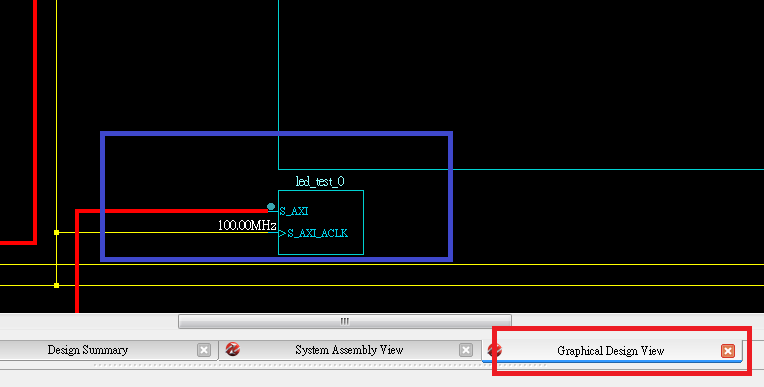 led_test_0
S_AXI
100.00MHz
S_AXI_ACLK
Design Summary
System Assembly View
Graphical Design View